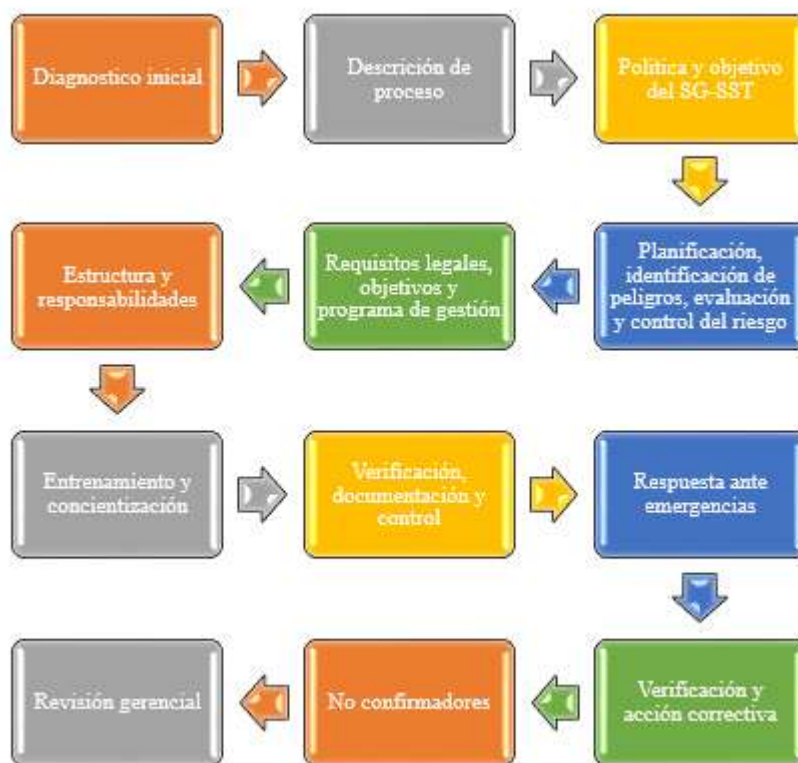 Diagnostico inicial
Descrición de
proceso
Política y objetivo
del SG-SST
Planificación,
identificación de
peligros, evaluación
y control del riesgo
Requisitos legales,
objetivos y
programa de gestión
Estructura y
responsabilidades
Entrenamiento y
concientización
Verificación,
documentación y
control
Respuesta ante
emergencias
Verificación y
acción correctiva
No confirmadores
Revisión gerencial